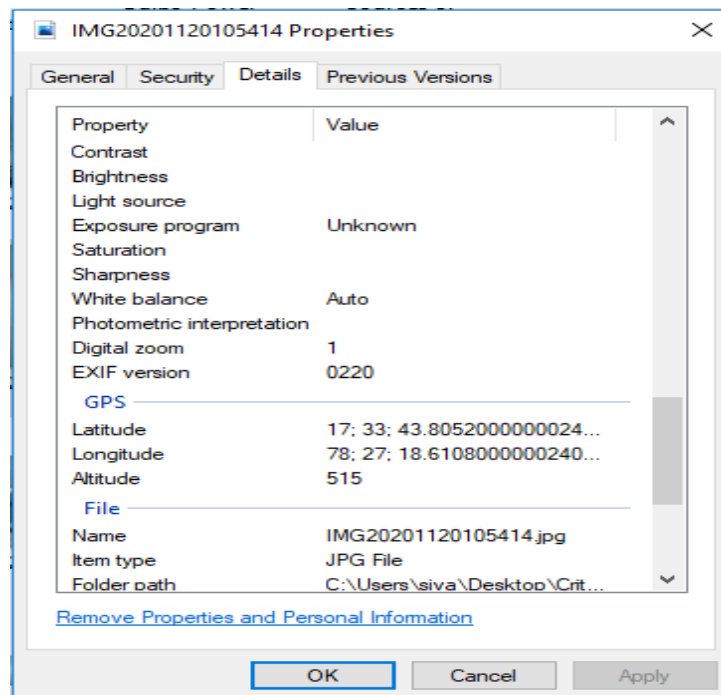 IMG20201120105414 Properties
General Security Details Previous Versions
Property Value
Contrast
Brightness
Light source
Exposure program Unknown
Saturation
Sharpness
White balance Auto
Photometric interpretation
Digital zoom 1
EXIF version 0220
GPS
Latitude 17; 33; 43.8052000000024...
Longitude 78; 27; 18.6108000000240...
Altitude 515
File
Name IMG20201120105414.jpg
Item type JPG File
Folder path C:\Users\siva\Desktop\Crit...
Remove Properties and Personal Information
OK Cancel Apply